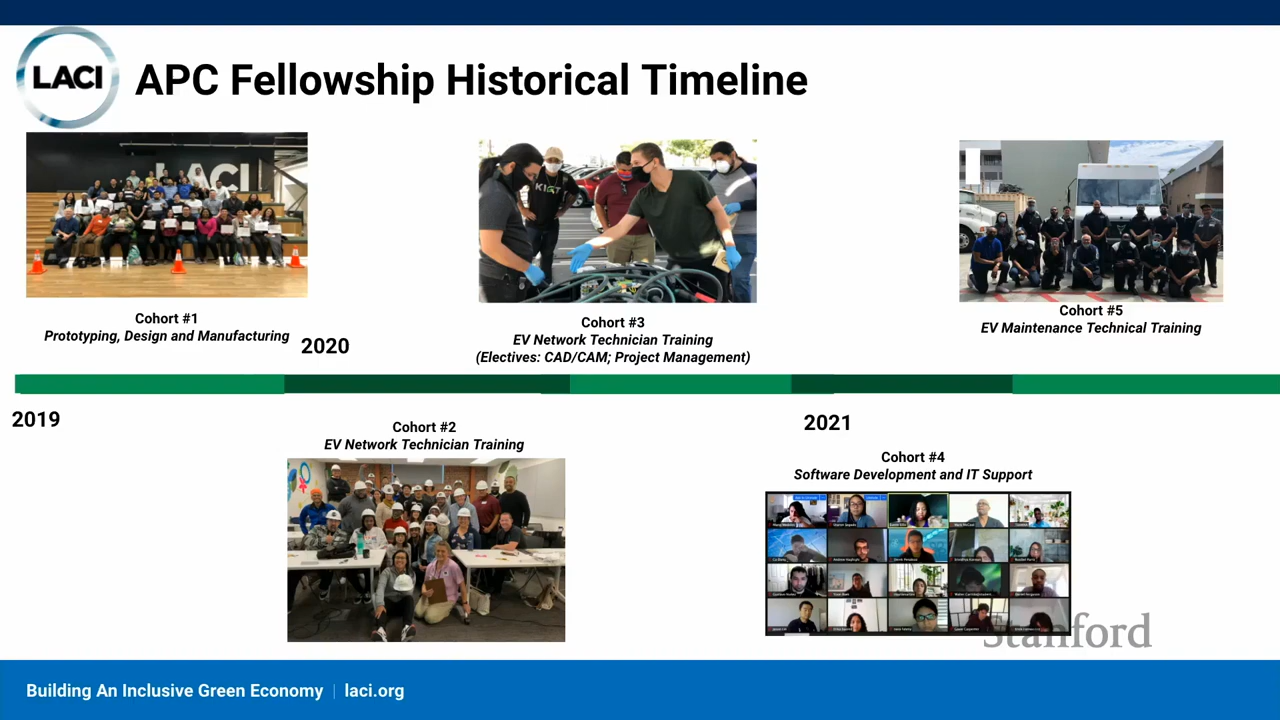 LACI
APC Fellowship Historical Timeline
LACI
KIOT
Cohort #1
Prototyping, Design and Manufacturing
2020
Cohort #3
EV Network Technician Training
(Electives: CAD/CAM; Project Management)
Cohort #5
EV Maintenance Technical Training
2019
Cohort #2
EV Network Technician Training
2021
Cohort #4
Software Development and IT Support
Stanford
Building An Inclusive Green Economy | laci.org